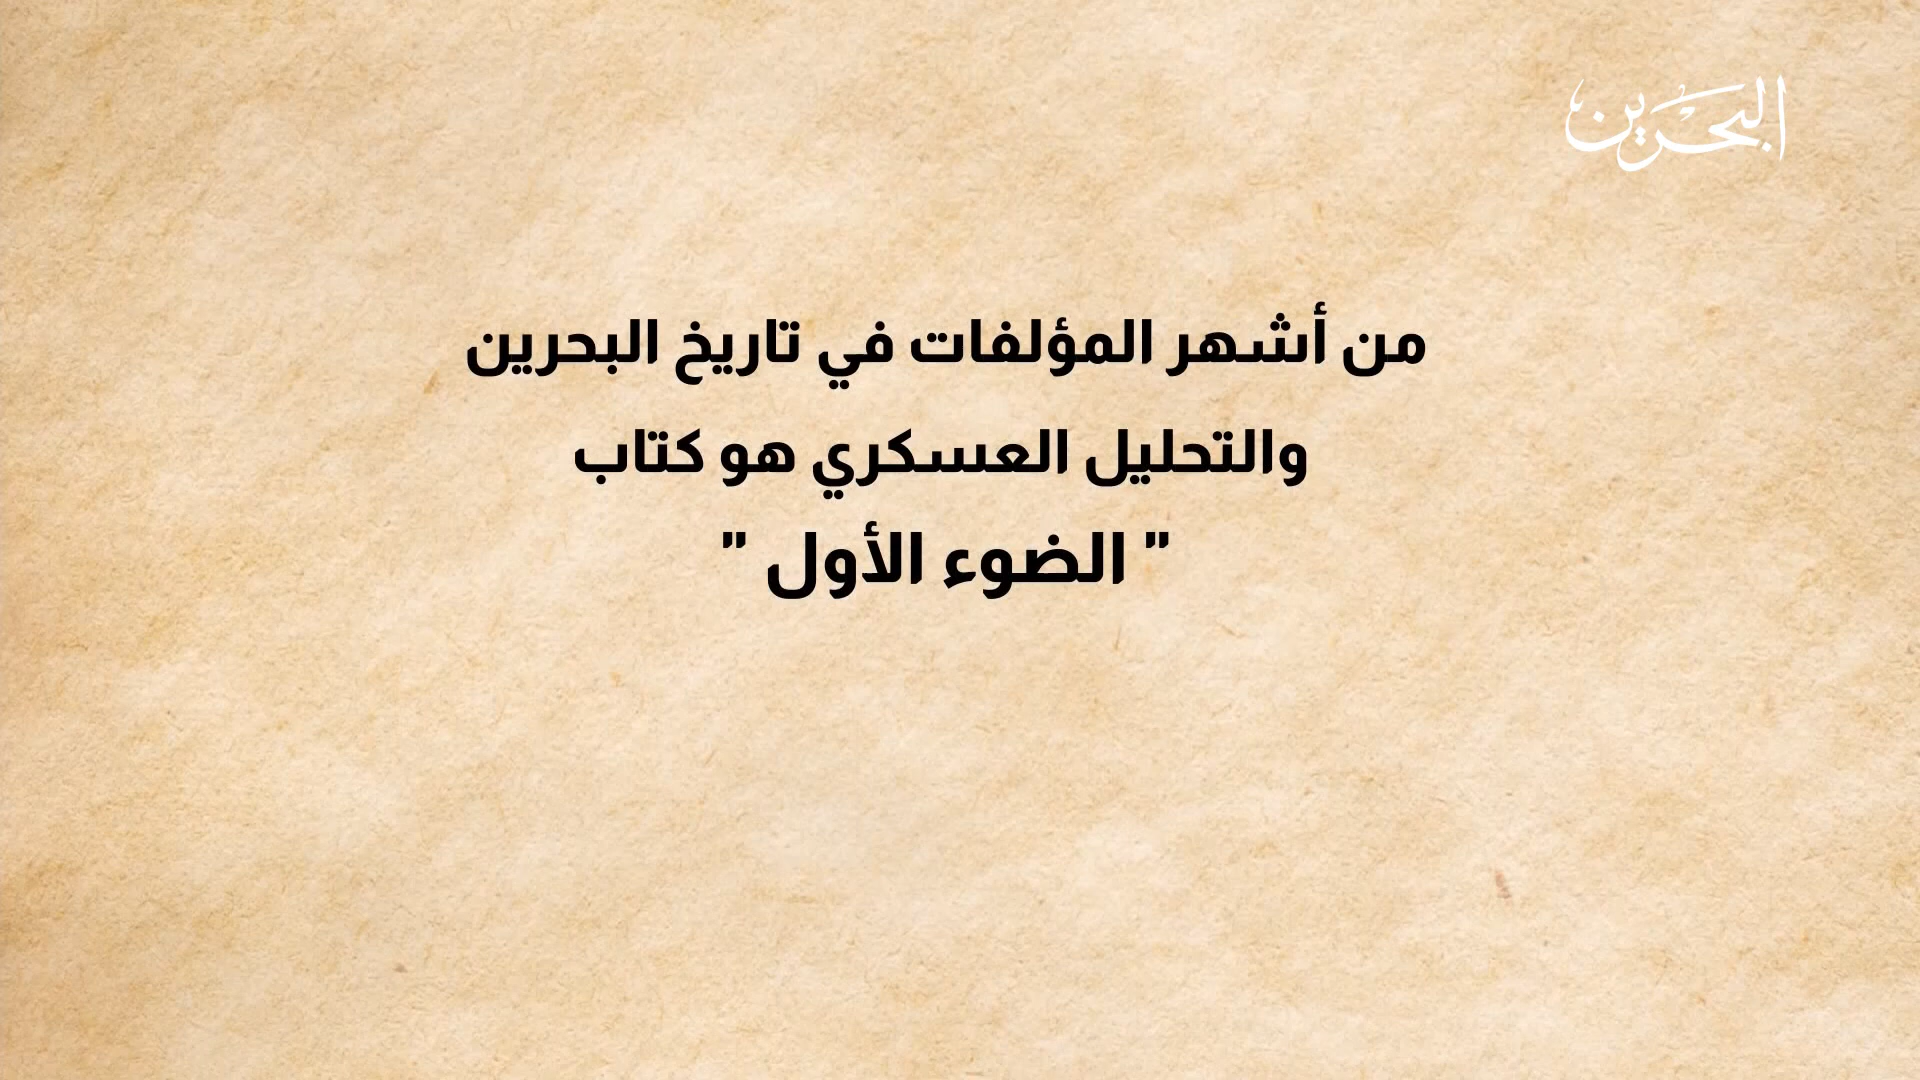 البحرين
من أشهر المؤلفات في تاريخ البحرين
والتحليل العسكري هو كتاب
" الضوء الأول "